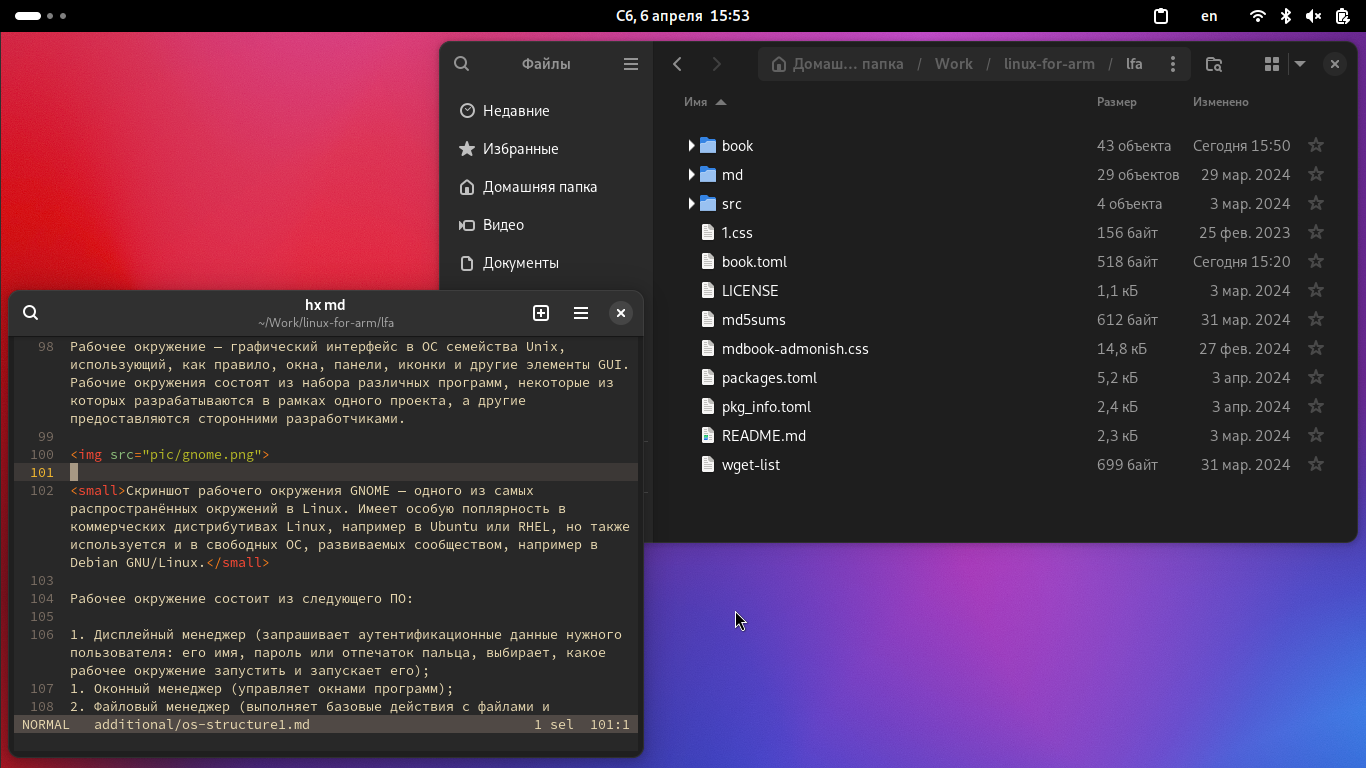 Сб, 6 апреля 15:53
en
Файлы
Недавние
Избранные
Домашняя папка
Видео
Документы
Домаш… папка / Work / linux-for-arm / lfa
Имя Размер Изменено
book 43 объекта Сегодня 15:50
md 29 объектов 29 мар. 2024
src 4 объекта 3 мар. 2024
1.css 156 байт 25 фев. 2023
book.toml 518 байт Сегодня 15:20
LICENSE 1,1 кБ 3 мар. 2024
md5sums 612 байт 31 мар. 2024
mdbook-admonish.css 14,8 кБ 27 фев. 2024
packages.toml 5,2 кБ 3 апр. 2024
pkg_info.toml 2,4 кБ 3 апр. 2024
README.md 2,3 кБ 3 мар. 2024
wget-list 699 байт 31 мар. 2024
hx md
~/Work/linux-for-arm/lfa
98 Рабочее окружение — графический интерфейс в ОС семейства Unix,
использующий, как правило, окна, панели, иконки и другие элементы GUI.
Рабочие окружения состоят из набора различных программ, некоторые из
которых разрабатываются в рамках одного проекта, а другие
предоставляются сторонними разработчиками.
99
100 <img src="pic/gnome.png">
101
102 <small>Скриншот рабочего окружения GNOME — одного из самых
распространённых окружений в Linux. Имеет особую поплярность в
коммерческих дистрибутивах Linux, например в Ubuntu или RHEL, но также
используется и в свободных ОС, развиваемых сообществом, например в
Debian GNU/Linux.</small>
103
104 Рабочее окружение состоит из следующего ПО:
105
106 1. Дисплейный менеджер (запрашивает аутентификационные данные нужного
пользователя: его имя, пароль или отпечаток пальца, выбирает, какое
рабочее окружение запустить и запускает его);
107 1. Оконный менеджер (управляет окнами программ);
108 2. Файловый менеджер (выполняет базовые действия с файлами и
NORMAL additional/os-structure1.md 1 sel 101:1